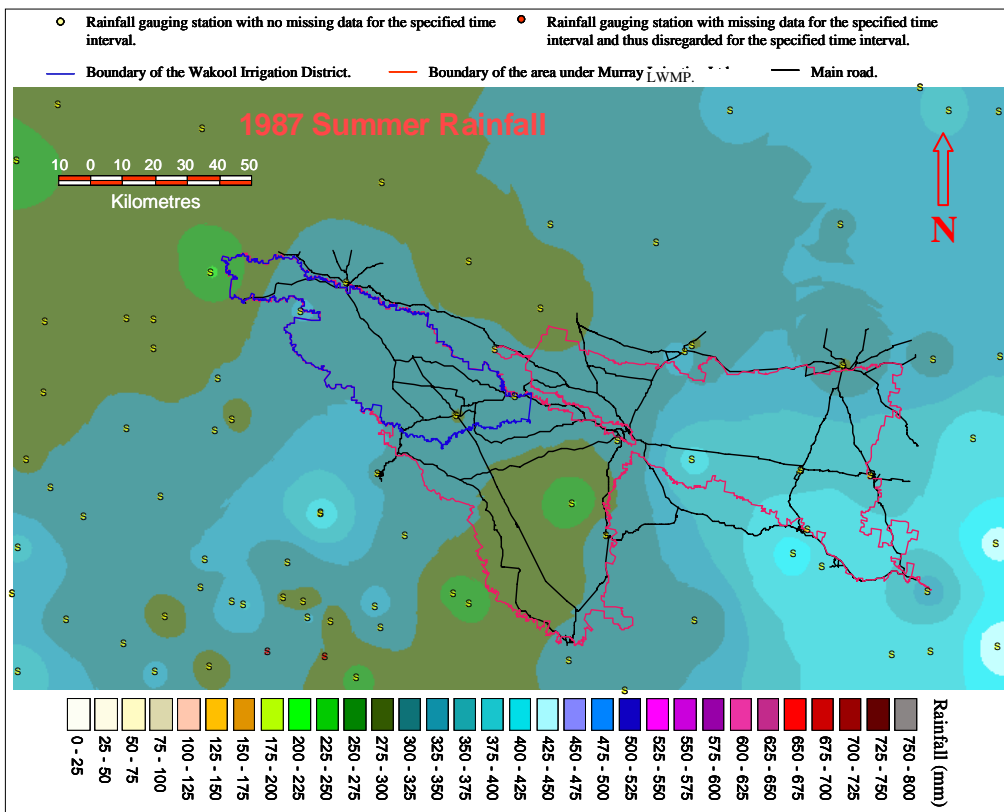 Rainfall gauging station with no missing data for the specified time interval.
Rainfall gauging station with missing data for the specified time interval and thus disregarded for the specified time interval.
Boundary of the Wakool Irrigation District.
Boundary of the area under Murray
LWMP.
Main road.
1987 Summer Rainfall
10 0 10 20 30 40 50
Kilometres
N
0 - 25
25 - 50
50 - 75
75 - 100
100 - 125
125 - 150
150 - 175
175 - 200
200 - 225
225 - 250
250 - 275
275 - 300
300 - 325
325 - 350
350 - 375
375 - 400
400 - 425
425 - 450
450 - 475
475 - 500
500 - 525
525 - 550
550 - 575
575 - 600
600 - 625
625 - 650
650 - 675
675 - 700
700 - 725
725 - 750
750 - 800
Rainfall (mm)